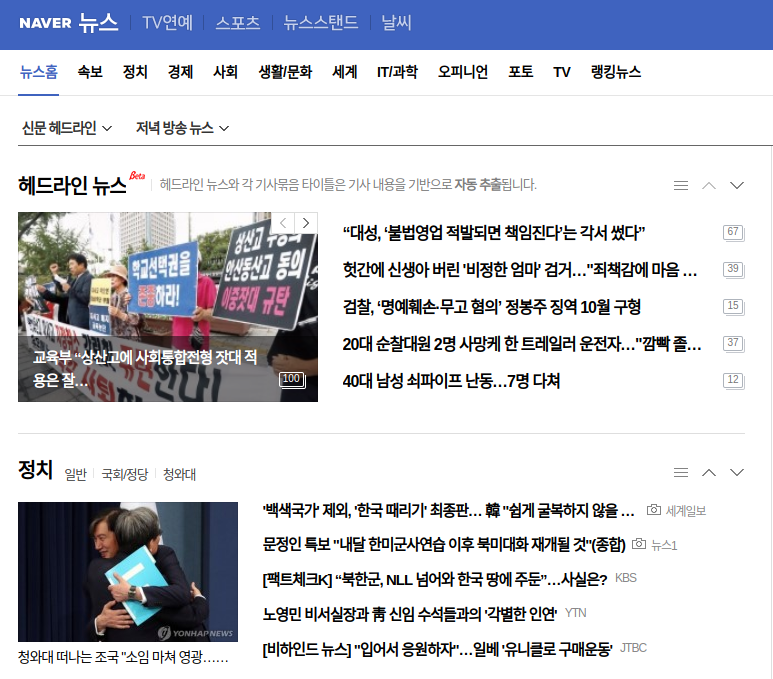 NAVER 뉴스 TV연예 스포츠 뉴스스탠드 날씨
뉴스홈 속보 정치 경제 사회 생활/문화 세계 IT/과학 오피니언 포토 TV 랭킹뉴스
신문 헤드라인 저녁 방송 뉴스
헤드라인 뉴스 Beta 헤드라인 뉴스와 각 기사묶음 타이틀은 기사 내용을 기반으로 자동 추출됩니다.
학교선택권을
존중하라!
상산고 부동의
안산동산고 동의
이중잣대 규탄
교육부 “상산고에 사회통합전형 잣대 적
용은 잘… 100
“대성, ‘불법영업 적발되면 책임진다’는 각서 썼다” 67
헛간에 신생아 버린 '비정한 엄마' 검거…"죄책감에 마음 … 39
검찰, ‘명예훼손·무고 혐의’ 정봉주 징역 10월 구형 15
20대 순찰대원 2명 사망케 한 트레일러 운전자…"깜빡 졸… 37
40대 남성 쇠파이프 난동…7명 다쳐 12
정치 일반 국회/정당 청와대
YONHAPNEWS
청와대 떠나는 조국 "소임 마쳐 영광……
'백색국가' 제외, '한국 때리기' 최종판… 韓 "쉽게 굴복하지 않을 … 세계일보
문정인 특보 "내달 한미군사연습 이후 북미대화 재개될 것"(종합) 뉴스1
[팩트체크K] “북한군, NLL 넘어와 한국 땅에 주둔”…사실은? KBS
노영민 비서실장과 靑 신임 수석들과의 '각별한 인연' YTN
[비하인드 뉴스] "입어서 응원하자"…일베 '유니클로 구매운동' JTBC